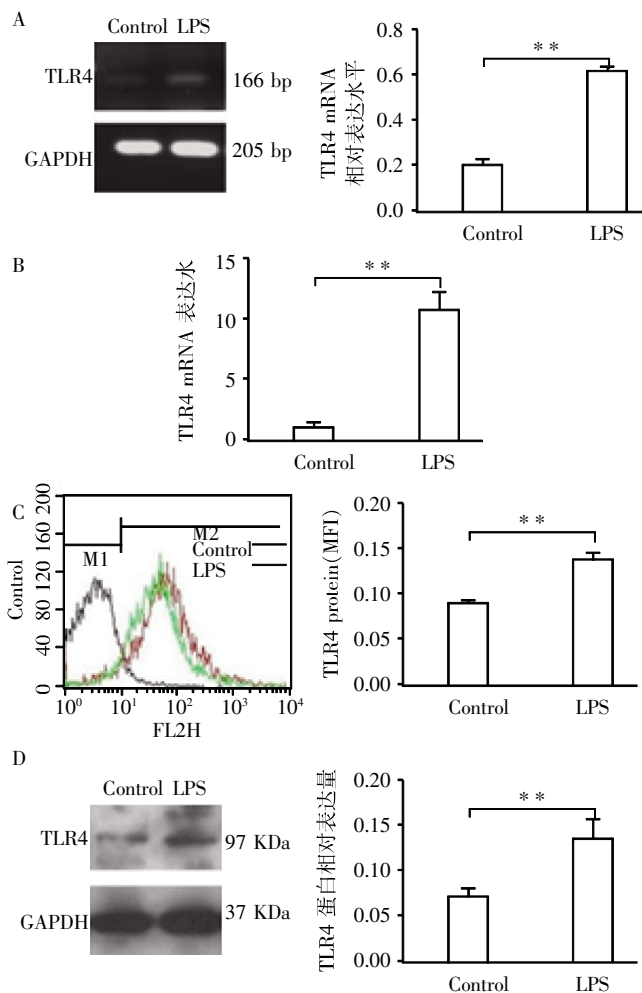 A
Control LPS
TLR4
166 bp
GAPDH
205 bp
TLR4 mRNA
相对表达水平
0.8
0.6
0.4
0.2
0.0
**
Control LPS
B
TLR4 mRNA 表达水
15
10
5
0
**
Control LPS
C
Control
200
160
120
80
40
0
M1
M2
Control
LPS
10⁰ 10¹ 10² 10³ 10⁴
FL2H
TLR4 protein(MFI)
0.20
0.15
0.10
0.05
0.00
**
Control LPS
D
Control LPS
TLR4
97 KDa
GAPDH
37 KDa
TLR4 蛋白相对表达量
0.20
0.15
0.10
0.05
0.00
**
Control LPS